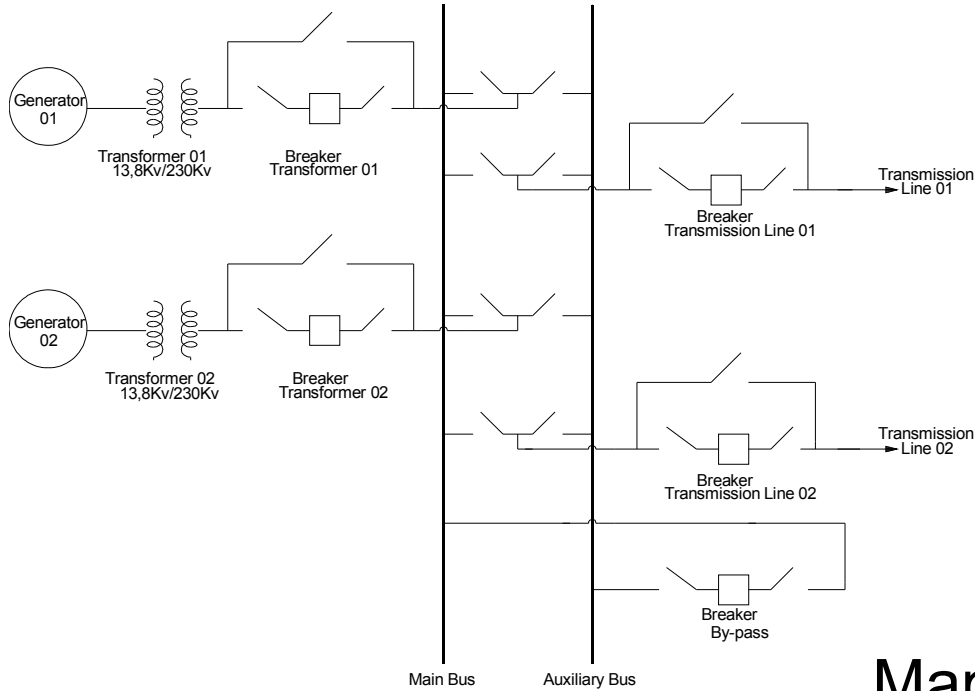 Generator
01
Transformer 01
13,8Kv/230Kv
Breaker
Transformer 01
Transmission
Line 01
Breaker
Transmission Line 01
Generator
02
Transformer 02
13,8Kv/230Kv
Breaker
Transformer 02
Transmission
Line 02
Breaker
Transmission Line 02
Breaker
By-pass
Main Bus
Auxiliary Bus